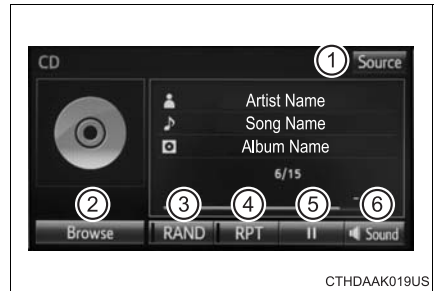 CD
1
Source
Artist Name
Song Name
Album Name
6/15
2
3
4
5
6
Browse
RAND
RPT
Sound
CTHDAAK019US